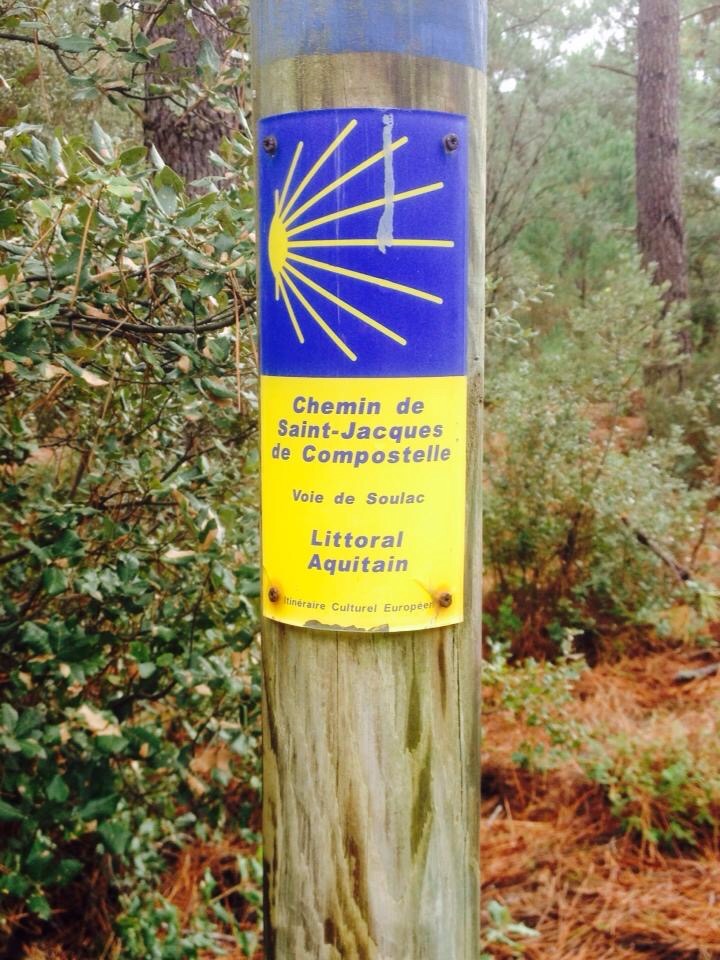 Chemin de
Saint-Jacques
de Compostelle
Voie de Soulac
Littoral
Aquitain
Itinéraire Culturel Européen